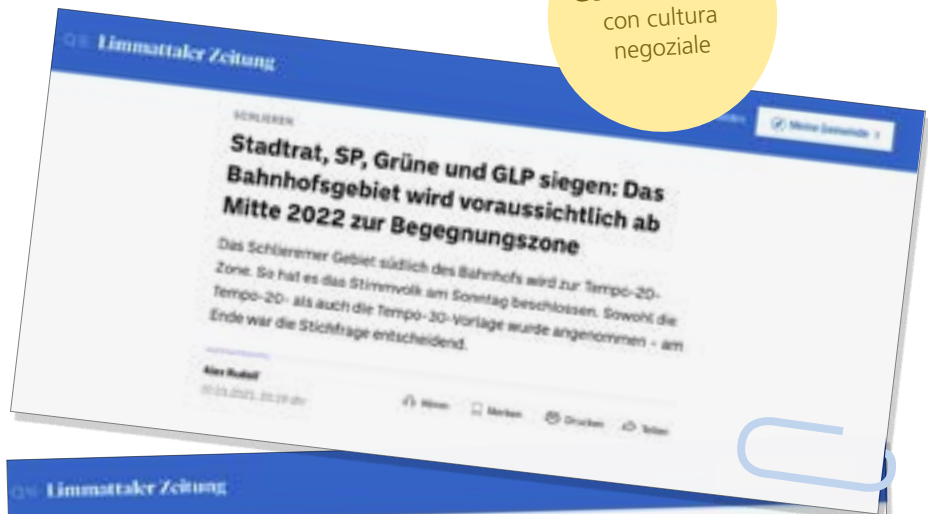 con cultura
negoziale
Limmattaler Zeitung
Meine Gemeinde
SCHLIEREN
Stadtrat, SP, Grüne und GLP siegen: Das
Bahnhofsgebiet wird voraussichtlich ab
Mitte 2022 zur Begegnungszone
Das Schlieremer Gebiet südlich des Bahnhofs wird zur Tempo-20-
Zone. So hat es das Stimmvolk am Sonntag beschlossen. Sowohl die
Tempo-20- als auch die Tempo-30-Vorlage wurde angenommen – am
Ende war die Stichfrage entscheidend.
Alex Rudolf
Hören Merken Drucken Teilen
Limmattaler Zeitung